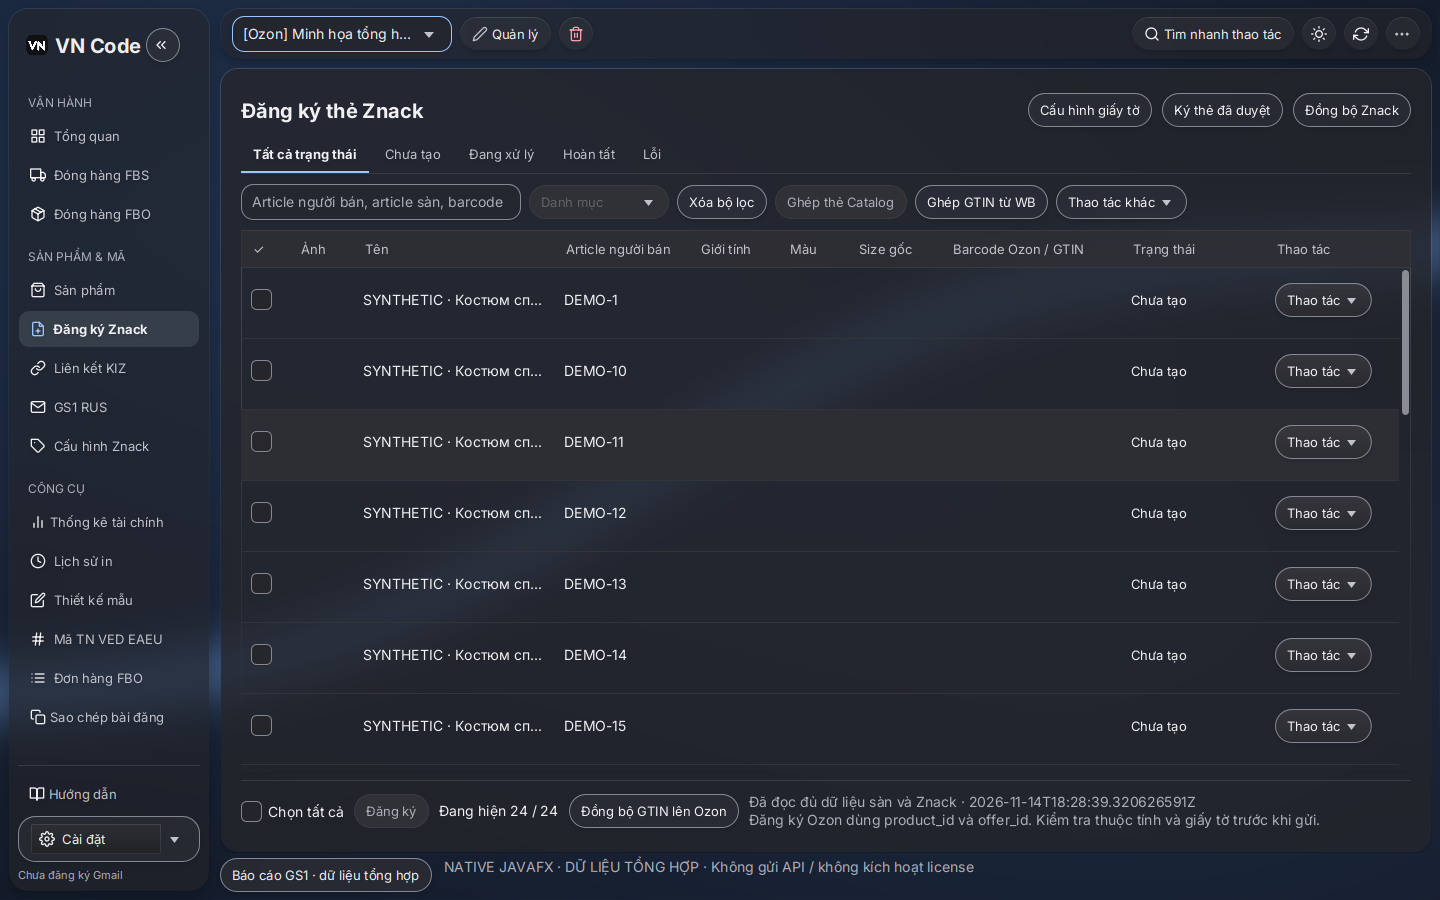 VN VN Code
[Ozon] Minh họa tổng h...
Quản lý
Tìm nhanh thao tác
VẬN HÀNH
Tổng quan
Đóng hàng FBS
Đóng hàng FBO
SẢN PHẨM & MÃ
Sản phẩm
Đăng ký Znack
Liên kết KIZ
GS1 RUS
Cấu hình Znack
CÔNG CỤ
Thống kê tài chính
Lịch sử in
Thiết kế mẫu
Mã TN VED EAEU
Đơn hàng FBO
Sao chép bài đăng
Hướng dẫn
Cài đặt
Chưa đăng ký Gmail
Đăng ký thẻ Znack
Cấu hình giấy tờ
Ký thẻ đã duyệt
Đồng bộ Znack
Tất cả trạng thái Chưa tạo Đang xử lý Hoàn tất Lỗi
Article người bán, article sàn, barcode
Danh mục
Xóa bộ lọc
Ghép thẻ Catalog
Ghép GTIN từ WB
Thao tác khác
Ảnh Tên Article người bán Giới tính Màu Size gốc Barcode Ozon / GTIN Trạng thái Thao tác
SYNTHETIC · Костюм сп... DEMO-1 Chưa tạo Thao tác
SYNTHETIC · Костюм сп... DEMO-10 Chưa tạo Thao tác
SYNTHETIC · Костюм сп... DEMO-11 Chưa tạo Thao tác
SYNTHETIC · Костюм сп... DEMO-12 Chưa tạo Thao tác
SYNTHETIC · Костюм сп... DEMO-13 Chưa tạo Thao tác
SYNTHETIC · Костюм сп... DEMO-14 Chưa tạo Thao tác
SYNTHETIC · Костюм сп... DEMO-15 Chưa tạo Thao tác
Chọn tất cả
Đăng ký
Đang hiện 24 / 24
Đồng bộ GTIN lên Ozon
Đã đọc đủ dữ liệu sàn và Znack · 2026-11-14T18:28:39.320626591Z
Đăng ký Ozon dùng product_id và offer_id. Kiểm tra thuộc tính và giấy tờ trước khi gửi.
Báo cáo GS1 · dữ liệu tổng hợp
NATIVE JAVAFX · DỮ LIỆU TỔNG HỢP · Không gửi API / không kích hoạt license